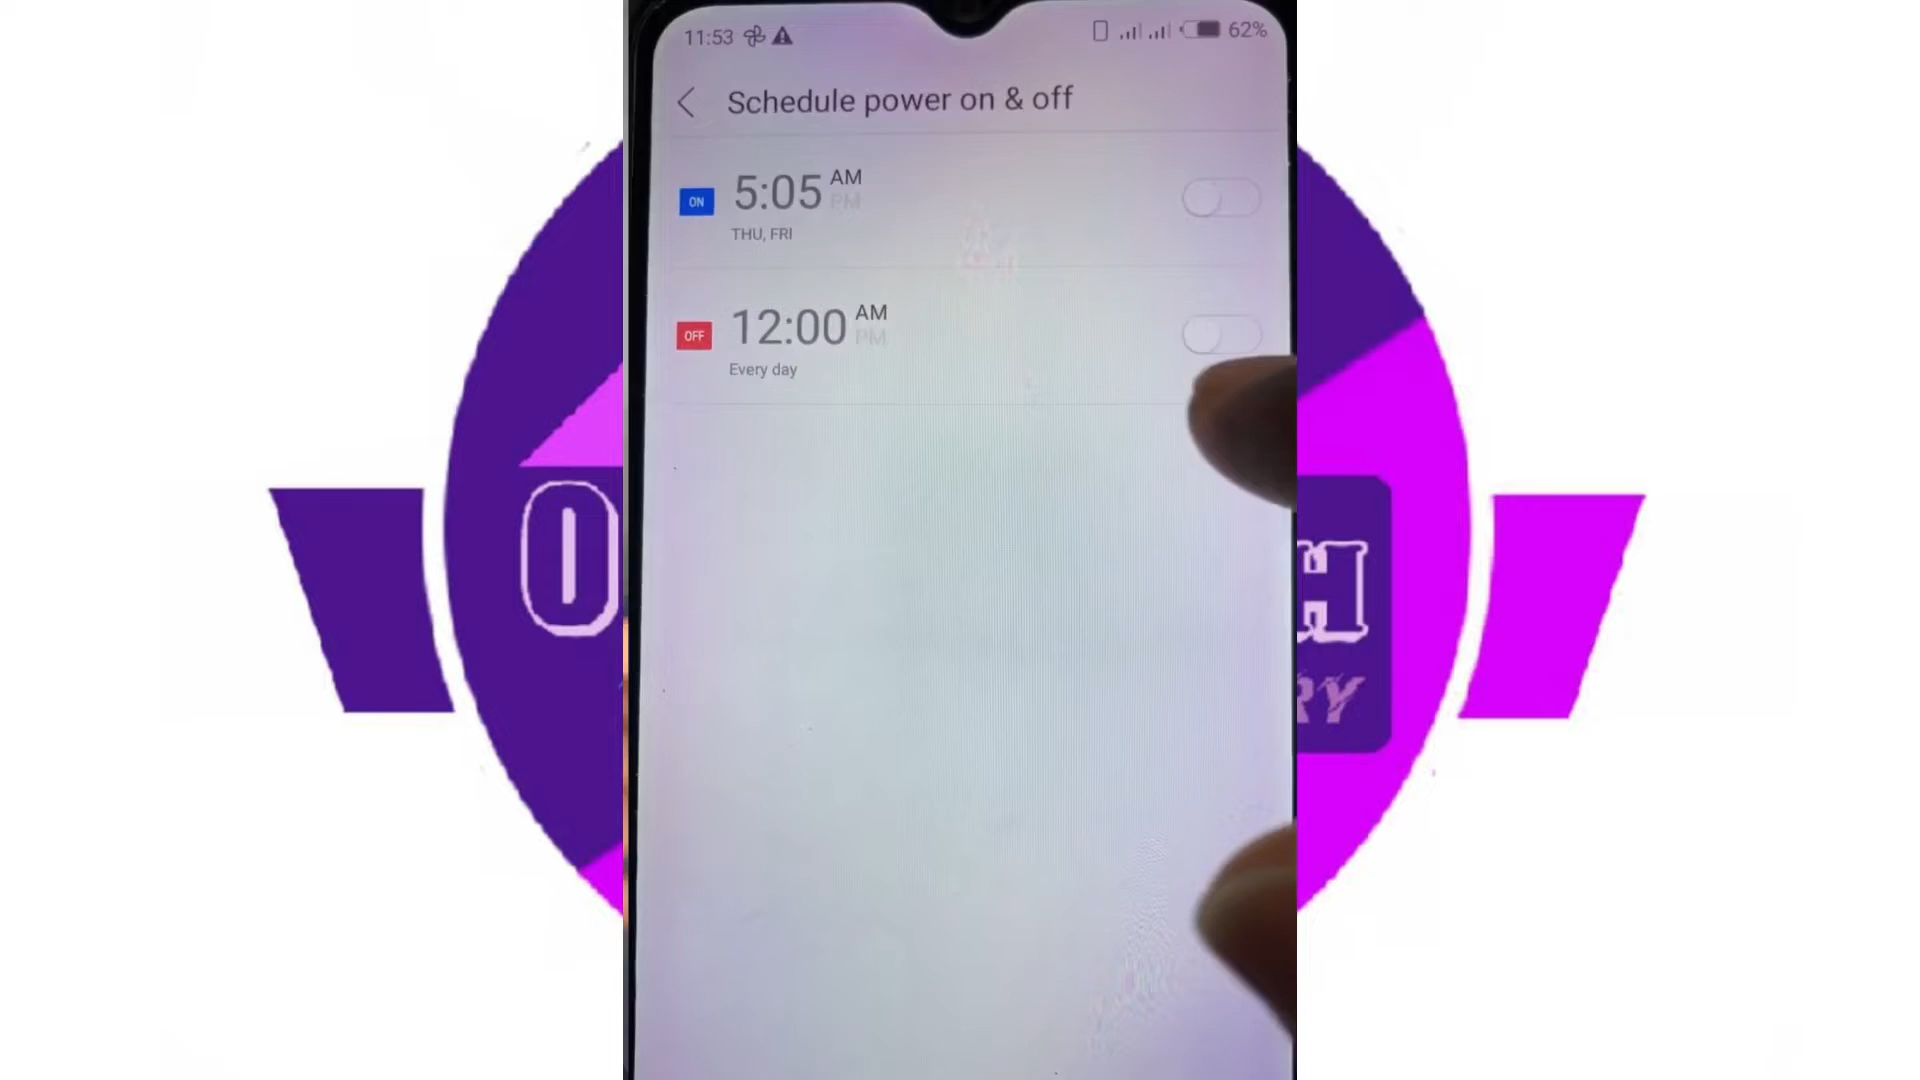 11:53
62%
Schedule power on & off
ON
5:05 AM
PM
THU, FRI
OFF
12:00 AM
PM
Every day
O
H
RY